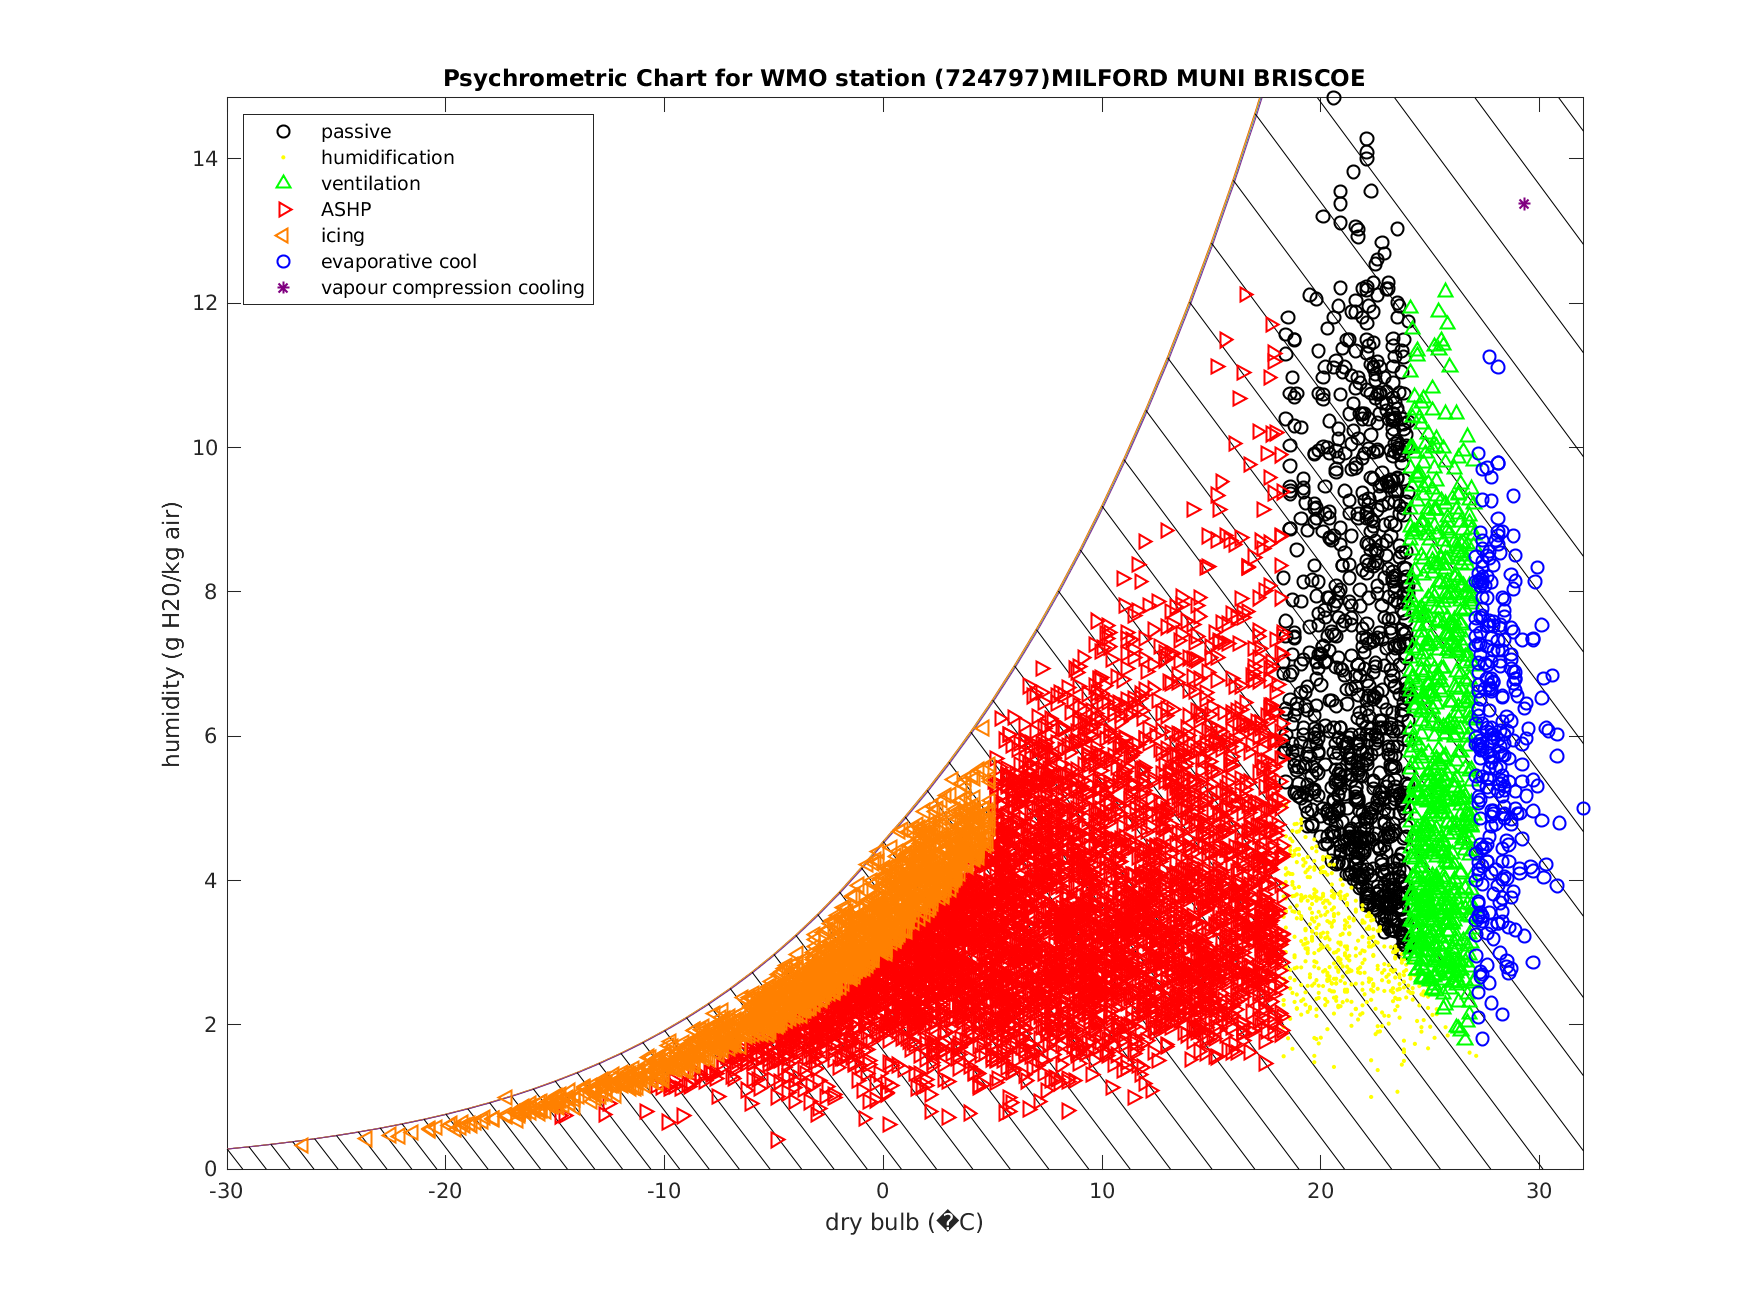 Psychrometric Chart for WMO station (724797)MILFORD MUNI BRISCOE
passive
humidification
ventilation
ASHP
icing
evaporative cool
vapour compression cooling
14
12
10
8
6
4
2
0
humidity (g H20/kg air)
-30
-20
-10
0
10
20
30
dry bulb (�C)